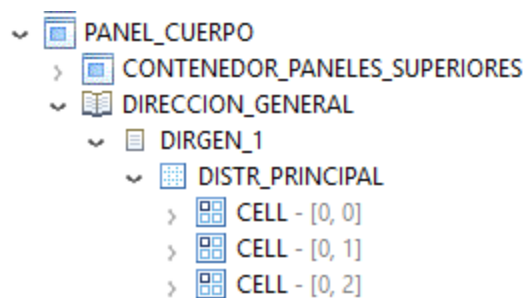 PANEL_CUERPO
CONTENEDOR_PANELES_SUPERIORES
DIRECCION_GENERAL
DIRGEN_1
DISTR_PRINCIPAL
CELL - [0, 0]
CELL - [0, 1]
CELL - [0, 2]